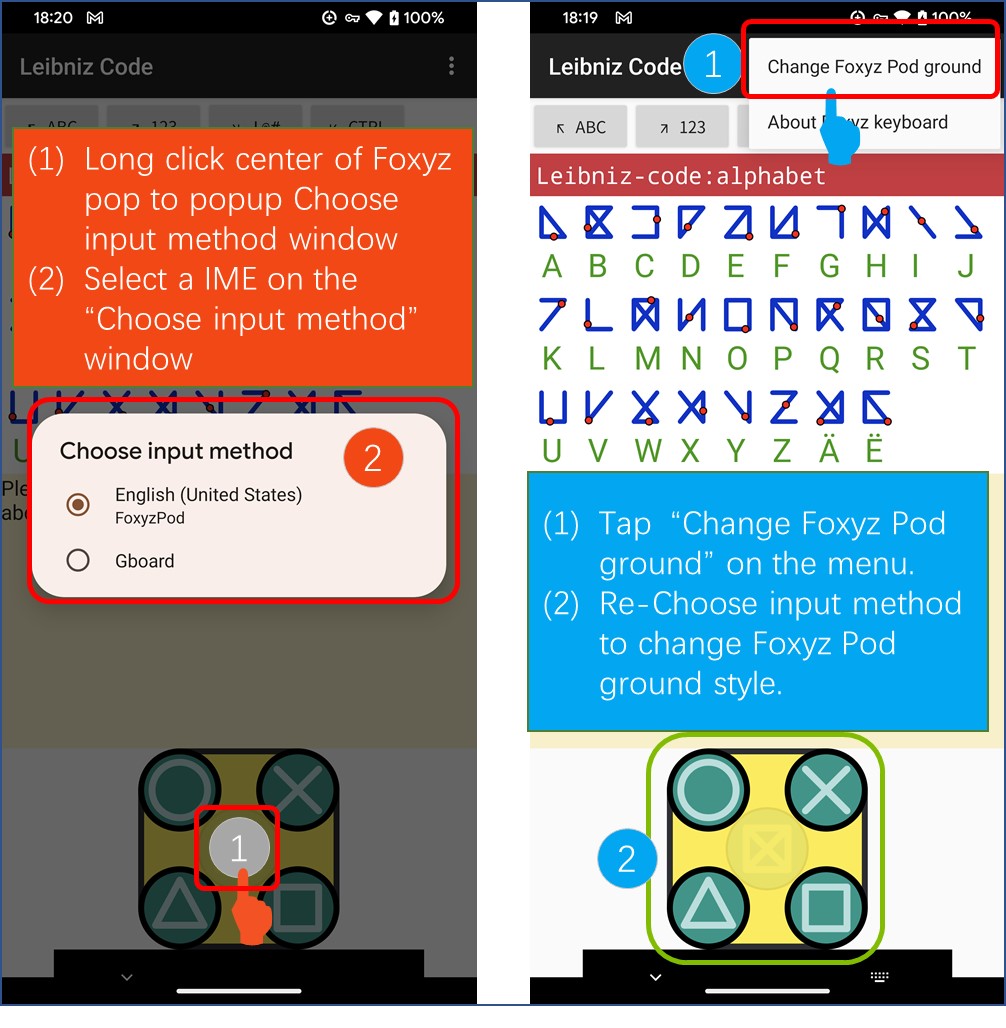 18:20
100%
Leibniz Code
ABC
123
CTRL
(1) Long click center of Foxyz
pop to popup Choose
input method window
(2) Select a IME on the
“Choose input method”
window
U
Choose input method
2
English (United States)
FoxyzPod
Gboard
1
18:19
100%
Leibniz Code
1
Change Foxyz Pod ground
ABC
123
About Foxyz keyboard
Leibniz-code:alphabet
A B C D E F G H I J
K L M N O P Q R S T
U V W X Y Z Ä Ë
(1) Tap “Change Foxyz Pod
ground” on the menu.
(2) Re-Choose input method
to change Foxyz Pod
ground style.
2